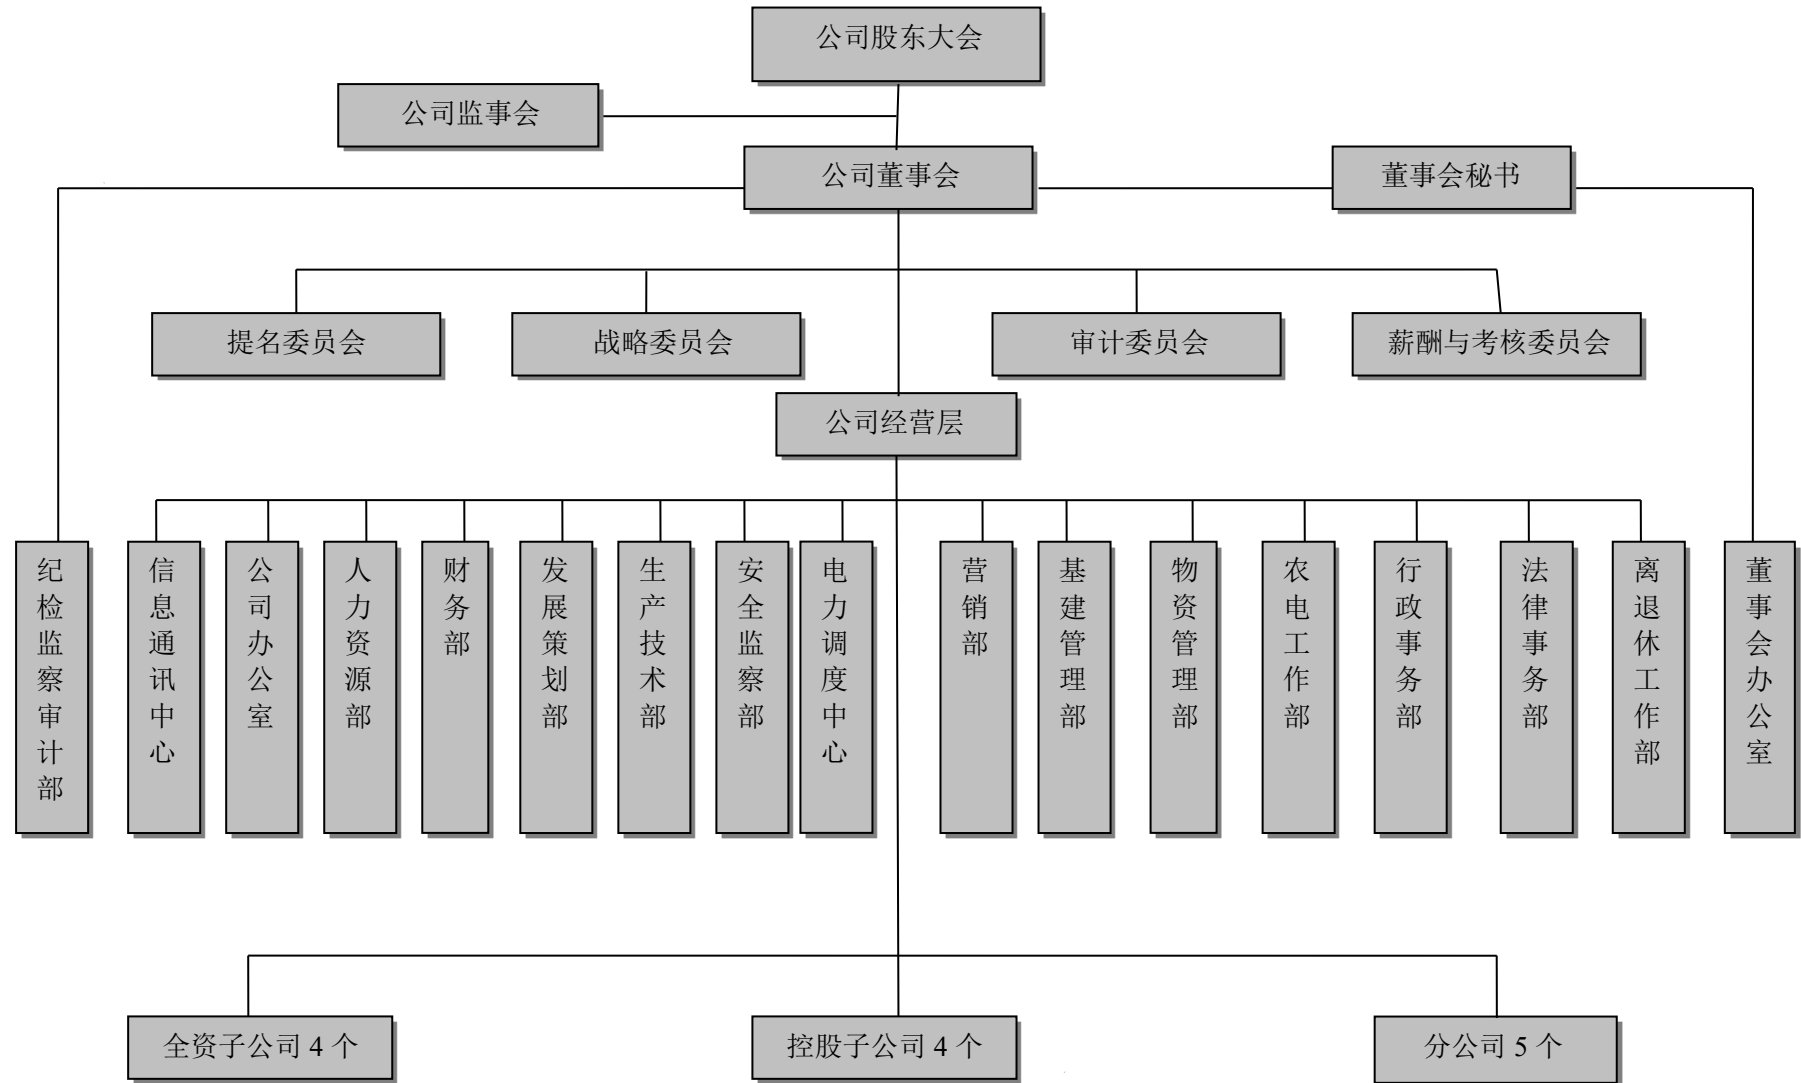 公司股东大会
公司监事会
公司董事会
董事会秘书
提名委员会
战略委员会
审计委员会
薪酬与考核委员会
公司经营层
纪检监察审计部
信息通讯中心
公司办公室
人力资源部
财务部
发展策划部
生产技术部
安全监察部
电力调度中心
营销部
基建管理部
物资管理部
农电工作部
行政事务部
法律事务部
离退休工作部
董事会办公室
全资子公司 4 个
控股子公司 4 个
分公司 5 个